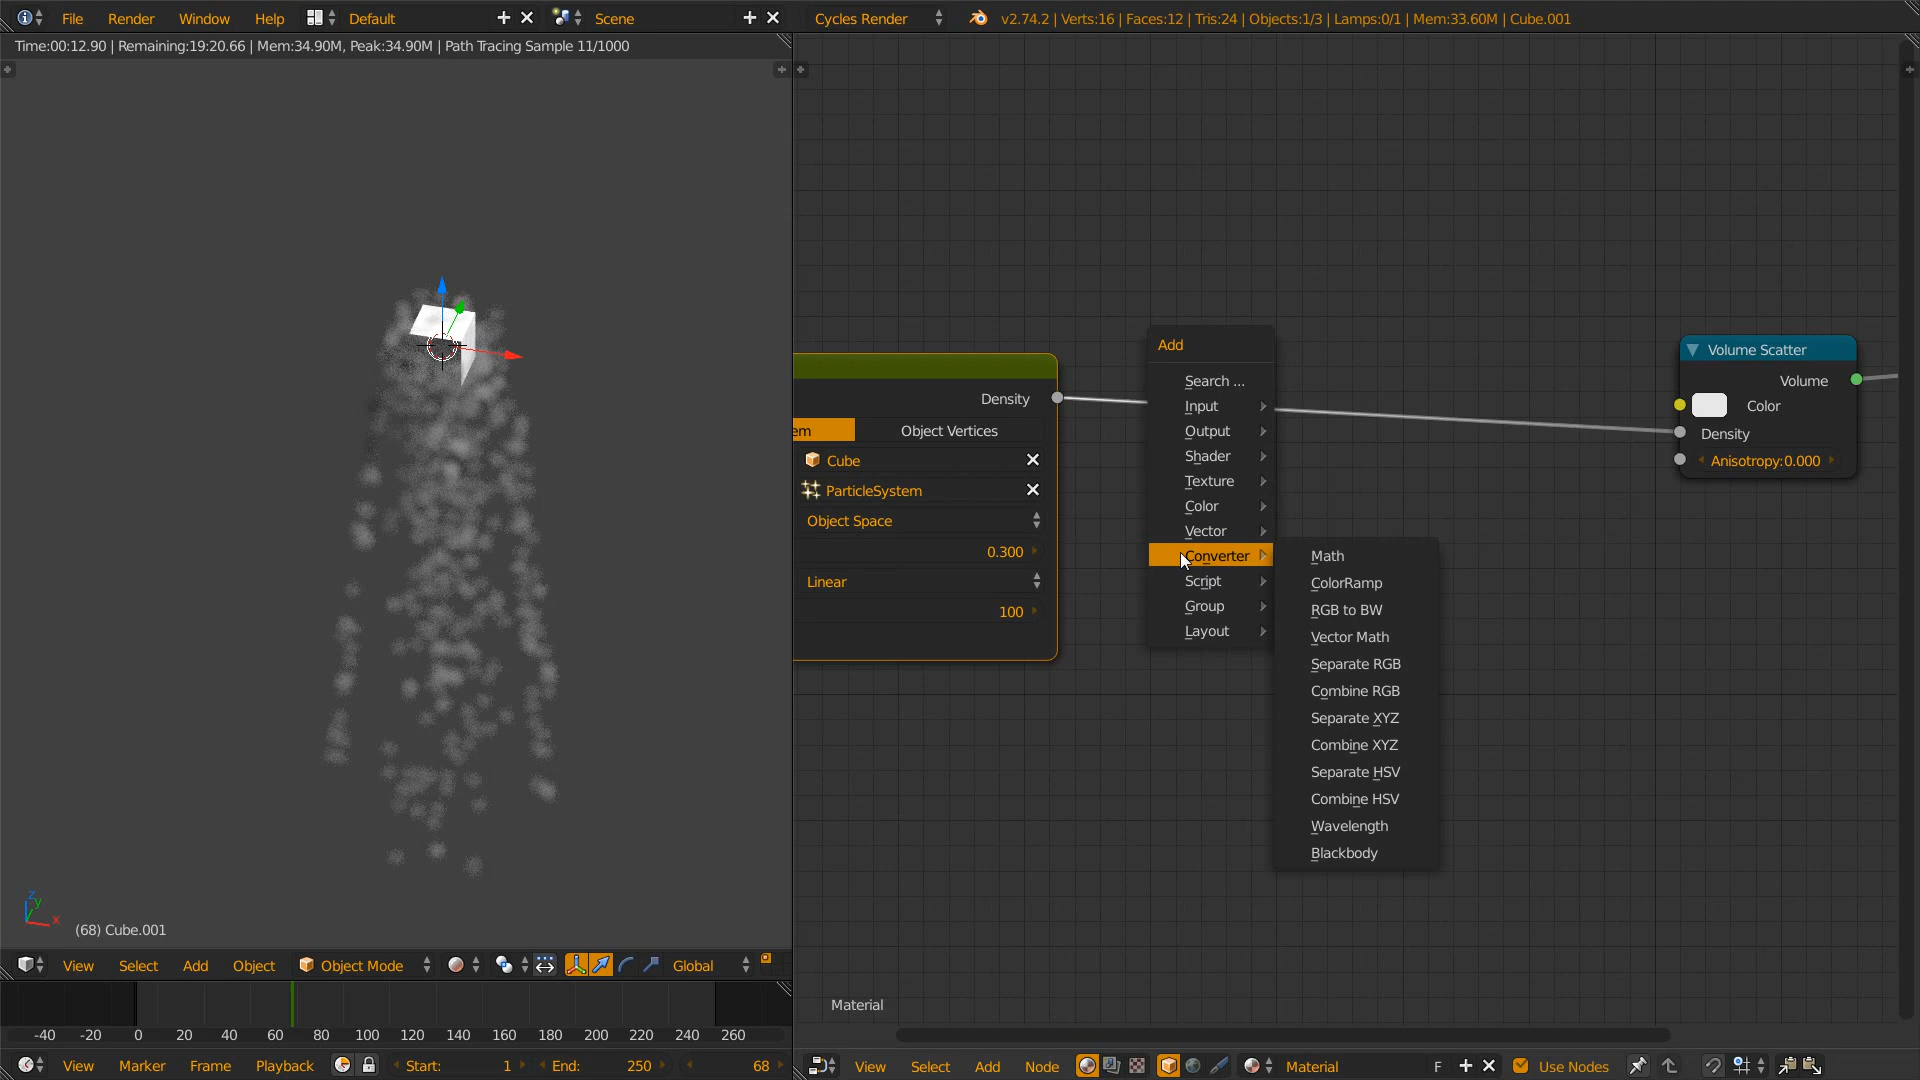 File Render Window Help Default Scene Cycles Render v2.74.2 | Verts:16 | Faces:12 | Tris:24 | Objects:1/3 | Lamps:0/1 | Mem:33.60M | Cube.001
Time:00:12.90 | Remaining:19:20.66 | Mem:34.90M, Peak:34.90M | Path Tracing Sample 11/1000
Add
Search ...
Input
Output
Shader
Texture
Color
Vector
Converter
Script
Group
Layout
Math
ColorRamp
RGB to BW
Vector Math
Separate RGB
Combine RGB
Separate XYZ
Combine XYZ
Separate HSV
Combine HSV
Wavelength
Blackbody
Density
em Object Vertices
Cube
ParticleSystem
Object Space
0.300
Linear
100
Volume Scatter
Volume
Color
Density
Anisotropy:0.000
z
y
x
(68) Cube.001
View Select Add Object Object Mode Global
-40 -20 0 20 40 60 80 100 120 140 160 180 200 220 240 260
View Marker Frame Playback Start: 1 End: 250 68
Material
View Select Add Node Material F Use Nodes